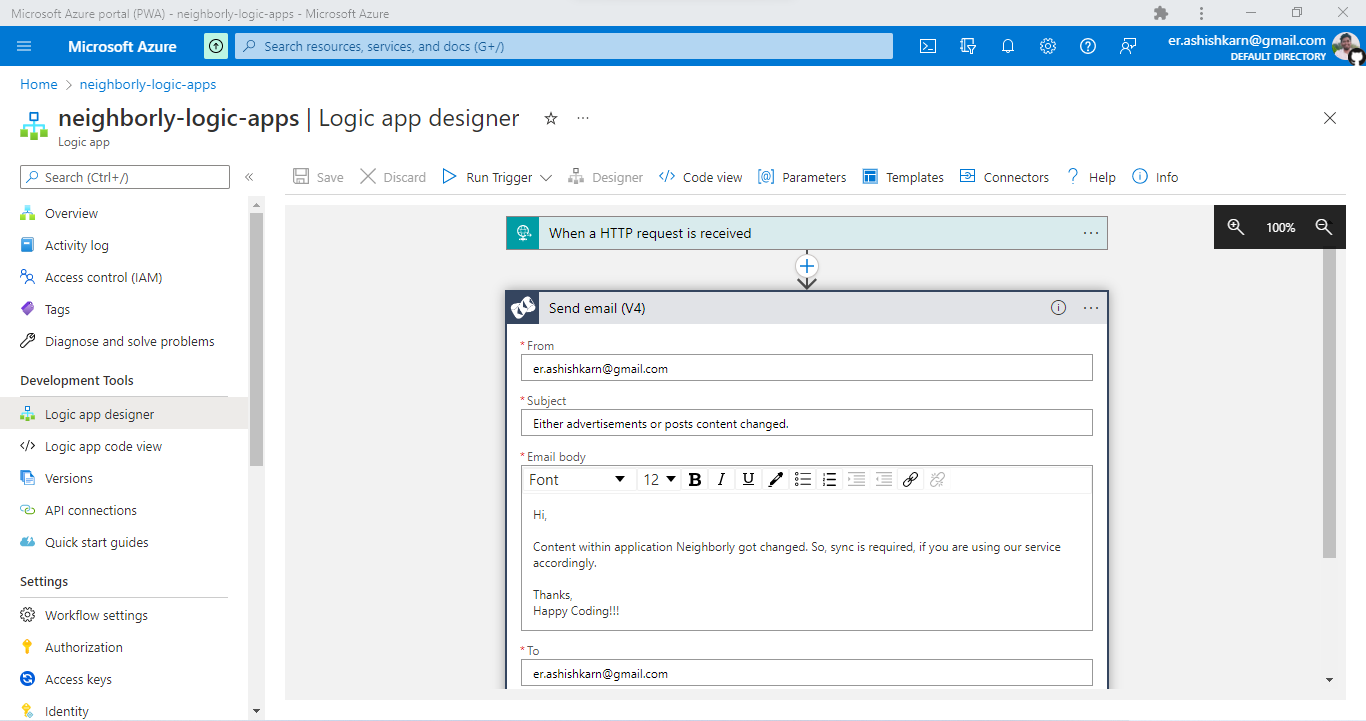 Microsoft Azure portal (PWA) - neighborly-logic-apps - Microsoft Azure
Microsoft Azure
Search resources, services, and docs (G+/)
er.ashishkarn@gmail.com
DEFAULT DIRECTORY
Home > neighborly-logic-apps
neighborly-logic-apps | Logic app designer
Logic app
Search (Ctrl+/)
Overview
Activity log
Access control (IAM)
Tags
Diagnose and solve problems
Development Tools
Logic app designer
Logic app code view
Versions
API connections
Quick start guides
Settings
Workflow settings
Authorization
Access keys
Identity
Save
Discard
Run Trigger
Designer
Code view
Parameters
Templates
Connectors
Help
Info
When a HTTP request is received
100%
Send email (V4)
* From
er.ashishkarn@gmail.com
* Subject
Either advertisements or posts content changed.
* Email body
Font 12 B I U
Hi,
Content within application Neighborly got changed. So, sync is required, if you are using our service
accordingly.
Thanks,
Happy Coding!!!
* To
er.ashishkarn@gmail.com